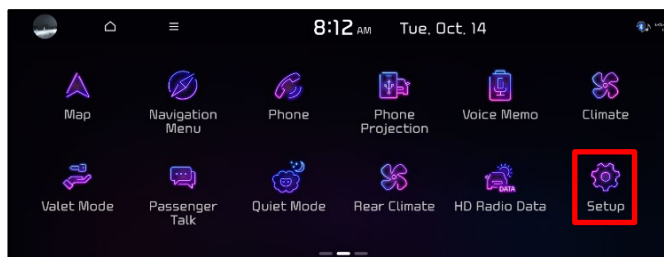 8:12 AM Tue, Oct. 14
Map
Navigation
Menu
Phone
Phone
Projection
Voice Memo
Climate
Valet Mode
Passenger
Talk
Quiet Mode
Rear Climate
DATA
HD Radio Data
Setup